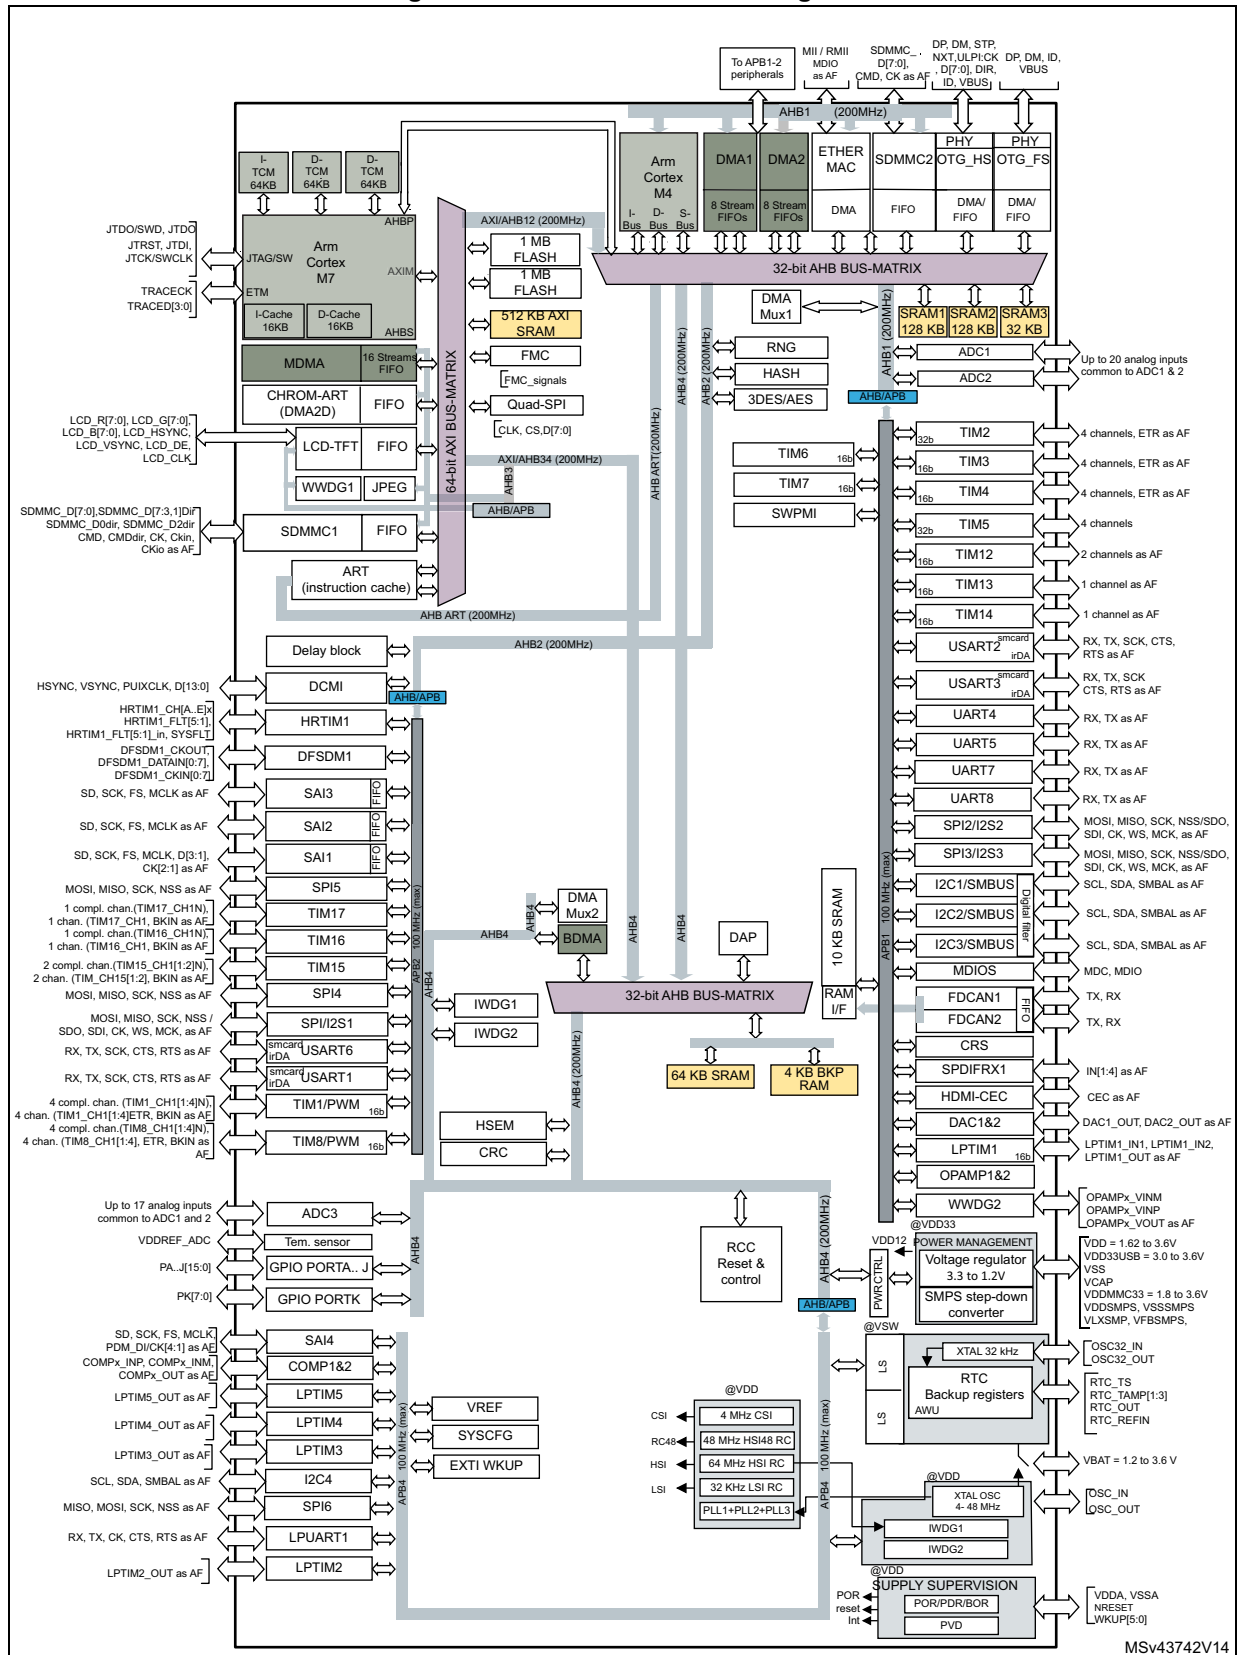 To APB1-2
peripherals
MII / RMII
MDIO
as AF
SDMMC_
D[7:0],
CMD, CK as AF
DP, DM, STP,
NXT,ULPI:CK
, D[7:0], DIR,
ID, VBUS
DP, DM, ID,
VBUS
AHB1 (200MHz)
I-
TCM
64KB
D-
TCM
64KB
D-
TCM
64KB
Arm
Cortex
M4
I-
Bus
D-
Bus
S-
Bus
DMA1
8 Stream
FIFOs
DMA2
8 Stream
FIFOs
ETHER
MAC
DMA
SDMMC2
FIFO
PHY
OTG_HS
DMA/
FIFO
PHY
OTG_FS
DMA/
FIFO
JTDO/SWD, JTDO
JTRST, JTDI,
JTCK/SWCLK
TRACECK
TRACED[3:0]
JTAG/SW
ETM
Arm
Cortex
M7
AHBP
AXIM
AHBS
I-Cache
16KB
D-Cache
16KB
MDMA
16 Streams
FIFO
CHROM-ART
(DMA2D)
FIFO
LCD_R[7:0], LCD_G[7:0],
LCD_B[7:0], LCD_HSYNC,
LCD_VSYNC, LCD_DE,
LCD_CLK
LCD-TFT
FIFO
WWDG1
JPEG
SDMMC_D[7:0],SDMMC_D[7:3,1]Dir
SDMMC_D0dir, SDMMC_D2dir
CMD, CMDdir, CK, Ckin,
CKio as AF
SDMMC1
FIFO
ART
(instruction cache)
64-bit AXI BUS-MATRIX
AXI/AHB12 (200MHz)
1 MB
FLASH
1 MB
FLASH
512 KB AXI
SRAM
FMC
FMC_signals
Quad-SPI
CLK, CS,D[7:0]
AXI/AHB34 (200MHz)
AHB3
AHB/APB
AHB ART (200MHz)
AHB ART(200MHz)
AHB4 (200MHz)
AHB2 (200MHz)
32-bit AHB BUS-MATRIX
DMA
Mux1
AHB1 (200MHz)
SRAM1
128 KB
SRAM2
128 KB
SRAM3
32 KB
RNG
HASH
3DES/AES
ADC1
ADC2
Up to 20 analog inputs
common to ADC1 & 2
AHB/APB
TIM6
16b
TIM7
16b
SWPMI
TIM2
32b
4 channels, ETR as AF
TIM3
16b
4 channels, ETR as AF
TIM4
16b
4 channels, ETR as AF
TIM5
32b
4 channels
TIM12
16b
2 channels as AF
TIM13
16b
1 channel as AF
TIM14
16b
1 channel as AF
USART2
smcard
irDA
RX, TX, SCK, CTS,
RTS as AF
USART3
smcard
irDA
RX, TX, SCK
CTS, RTS as AF
UART4
RX, TX as AF
UART5
RX, TX as AF
UART7
RX, TX as AF
UART8
RX, TX as AF
SPI2/I2S2
MOSI, MISO, SCK, NSS/SDO,
SDI, CK, WS, MCK, as AF
SPI3/I2S3
MOSI, MISO, SCK, NSS/SDO,
SDI, CK, WS, MCK, as AF
I2C1/SMBUS
SCL, SDA, SMBAL as AF
I2C2/SMBUS
SCL, SDA, SMBAL as AF
I2C3/SMBUS
SCL, SDA, SMBAL as AF
Digital filter
MDIOS
MDC, MDIO
FDCAN1
TX, RX
FDCAN2
TX, RX
FIFO
CRS
SPDIFRX1
IN[1:4] as AF
HDMI-CEC
CEC as AF
DAC1&2
DAC1_OUT, DAC2_OUT as AF
LPTIM1
16b
LPTIM1_IN1, LPTIM1_IN2,
LPTIM1_OUT as AF
OPAMP1&2
WWDG2
OPAMPx_VINM
OPAMPx_VINP
OPAMPx_VOUT as AF
APB1 100 MHz (max)
10 KB SRAM
RAM
I/F
AHB2 (200MHz)
Delay block
HSYNC, VSYNC, PUIXCLK, D[13:0]
DCMI
AHB/APB
HRTIM1_CH[A..E]x
HRTIM1_FLT[5:1],
HRTIM1_FLT[5:1]_in, SYSFLT
HRTIM1
DFSDM1_CKOUT,
DFSDM1_DATAIN[0:7],
DFSDM1_CKIN[0:7]
DFSDM1
SD, SCK, FS, MCLK as AF
SAI3
FIFO
SD, SCK, FS, MCLK as AF
SAI2
FIFO
SD, SCK, FS, MCLK, D[3:1],
CK[2:1] as AF
SAI1
FIFO
MOSI, MISO, SCK, NSS as AF
SPI5
1 compl. chan.(TIM17_CH1N),
1 chan. (TIM17_CH1, BKIN as AF
TIM17
1 compl. chan.(TIM16_CH1N),
1 chan. (TIM16_CH1, BKIN as AF
TIM16
2 compl. chan.(TIM15_CH1[1:2]N),
2 chan. (TIM_CH15[1:2], BKIN as AF
TIM15
MOSI, MISO, SCK, NSS as AF
SPI4
MOSI, MISO, SCK, NSS /
SDO, SDI, CK, WS, MCK, as AF
SPI/I2S1
RX, TX, SCK, CTS, RTS as AF
smcard
irDA
USART6
RX, TX, SCK, CTS, RTS as AF
smcard
irDA
USART1
4 compl. chan. (TIM1_CH1[1:4]N),
4 chan. (TIM1_CH1[1:4]ETR, BKIN as AF
TIM1/PWM
16b
4 compl. chan. (TIM8_CH1[1:4]N),
4 chan. (TIM8_CH1[1:4], ETR, BKIN as
AF
TIM8/PWM
16b
APB2 100 MHz (max)
AHB4
AHB4
AHB4
AHB4
AHB4
DMA
Mux2
BDMA
DAP
32-bit AHB BUS-MATRIX
IWDG1
IWDG2
AHB4 (200MHz)
64 KB SRAM
4 KB BKP
RAM
HSEM
CRC
Up to 17 analog inputs
common to ADC1 and 2
ADC3
VDDREF_ADC
Tem. sensor
PA..J[15:0]
GPIO PORTA.. J
PK[7:0]
GPIO PORTK
AHB4
RCC
Reset &
control
AHB4 (200MHz)
AHB/APB
@VDD33
VDD12
POWER MANAGEMENT
PWRCTRL
Voltage regulator
3.3 to 1.2V
SMPS step-down
converter
VDD = 1.62 to 3.6V
VDD33USB = 3.0 to 3.6V
VSS
VCAP
VDDMMC33 = 1.8 to 3.6V
VDDSMPS, VSSSMPS
VLXSMP, VFBSMPS,
SD, SCK, FS, MCLK,
PDM_DI/CK[4:1] as AF
SAI4
COMPx_INP, COMPx_INM,
COMPx_OUT as AF
COMP1&2
LPTIM5_OUT as AF
LPTIM5
LPTIM4_OUT as AF
LPTIM4
LPTIM3_OUT as AF
LPTIM3
SCL, SDA, SMBAL as AF
I2C4
MISO, MOSI, SCK, NSS as AF
SPI6
RX, TX, CK, CTS, RTS as AF
LPUART1
LPTIM2_OUT as AF
LPTIM2
APB4 100 MHz (max)
VREF
SYSCFG
EXTI WKUP
@VDD
CSI
4 MHz CSI
RC48
48 MHz HSI48 RC
HSI
64 MHz HSI RC
LSI
32 KHz LSI RC
PLL1+PLL2+PLL3
APB4 100 MHz (max)
@VSW
LS
LS
XTAL 32 kHz
RTC
Backup registers
AWU
OSC32_IN
OSC32_OUT
RTC_TS
RTC_TAMP[1:3]
RTC_OUT
RTC_REFIN
VBAT = 1.2 to 3.6 V
@VDD
XTAL OSC
4- 48 MHz
IWDG1
IWDG2
OSC_IN
OSC_OUT
@VDD
SUPPLY SUPERVISION
POR
reset
Int
POR/PDR/BOR
PVD
VDDA, VSSA
NRESET
WKUP[5:0]
MSv43742V14